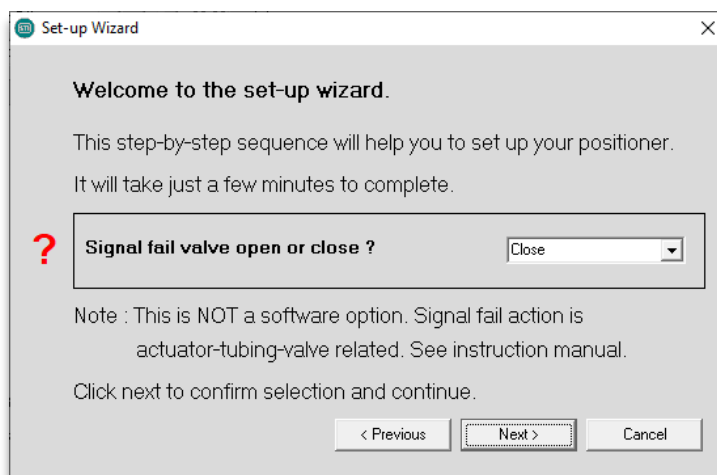 Set-up Wizard
Welcome to the set-up wizard.
This step-by-step sequence will help you to set up your positioner.
It will take just a few minutes to complete.
? Signal fail valve open or close ? Close
Note : This is NOT a software option. Signal fail action is
actuator-tubing-valve related. See instruction manual.
Click next to confirm selection and continue.
< Previous Next > Cancel